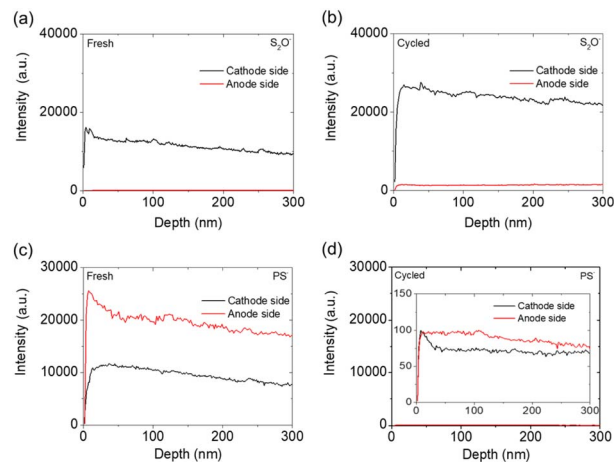 (a)
Fresh
S₂O⁻
Cathode side
Anode side
40000
20000
0
0 100 200 300
Intensity (a.u.)
Depth (nm)
(b)
Cycled
S₂O⁻
Cathode side
Anode side
40000
20000
0
0 100 200 300
Intensity (a.u.)
Depth (nm)
(c)
Fresh
PS⁻
Cathode side
Anode side
30000
20000
10000
0
0 100 200 300
Intensity (a.u.)
Depth (nm)
(d)
Cycled
PS⁻
Cathode side
Anode side
150
100
50
0
0 100 200 300
30000
20000
10000
0
0 100 200 300
Intensity (a.u.)
Depth (nm)